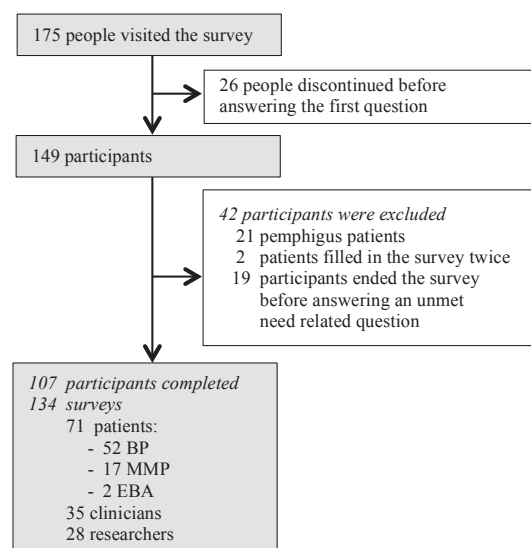 175 people visited the survey
26 people discontinued before
answering the first question
149 participants
42 participants were excluded
21 pemphigus patients
2 patients filled in the survey twice
19 participants ended the survey
before answering an unmet
need related question
107 participants completed
134 surveys
71 patients:
- 52 BP
- 17 MMP
- 2 EBA
35 clinicians
28 researchers